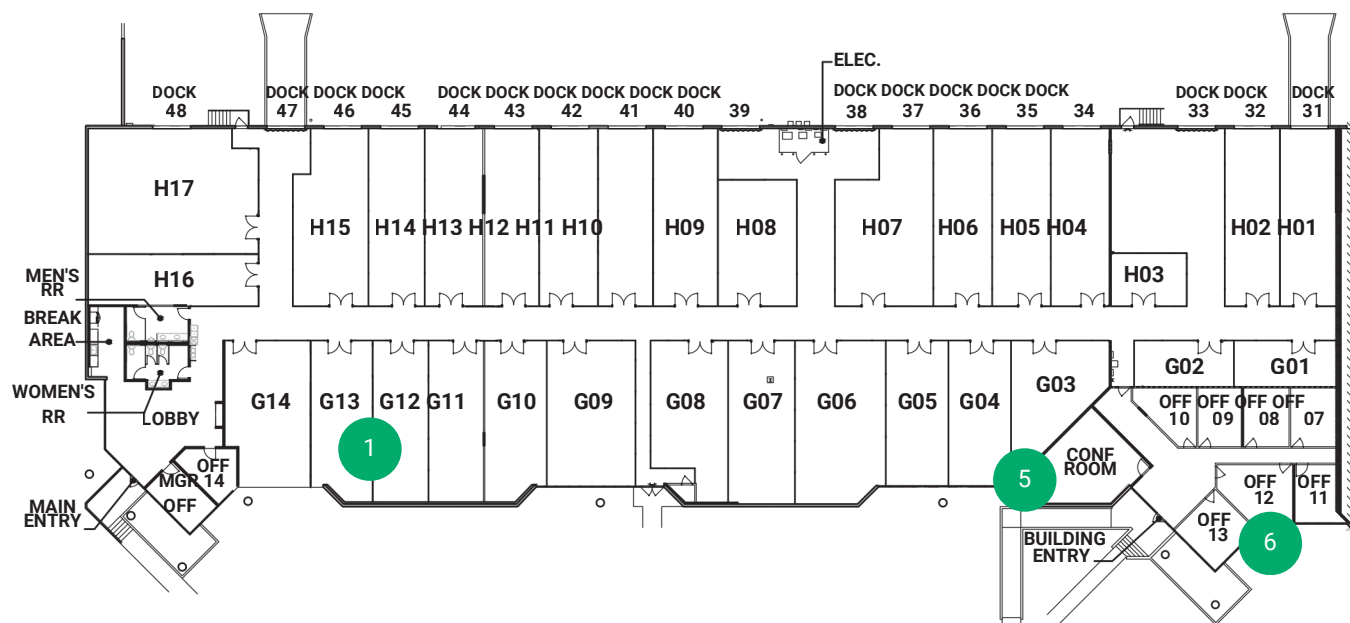 ELEC.
DOCK DOCK DOCK DOCK DOCK DOCK DOCK DOCK DOCK DOCK DOCK DOCK DOCK DOCK DOCK DOCK DOCK
48 47 46 45 44 43 42 41 40 39 38 37 36 35 34 33 32 31
H17 H15 H14 H13 H12 H11 H10 H09 H08 H07 H06 H05 H04 H02 H01
H16 H03
MEN'S
RR
BREAK
AREA
WOMEN'S
RR
LOBBY
G02 G01
G14 G13 G12 G11 G10 G09 G08 G07 G06 G05 G04 G03
OFF OFF OFF OFF
10 09 08 07
1
CONF
ROOM
5
OFF
14
MGR
OFF
MAIN
ENTRY
OFF
12
OFF
11
OFF
13
6
BUILDING
ENTRY